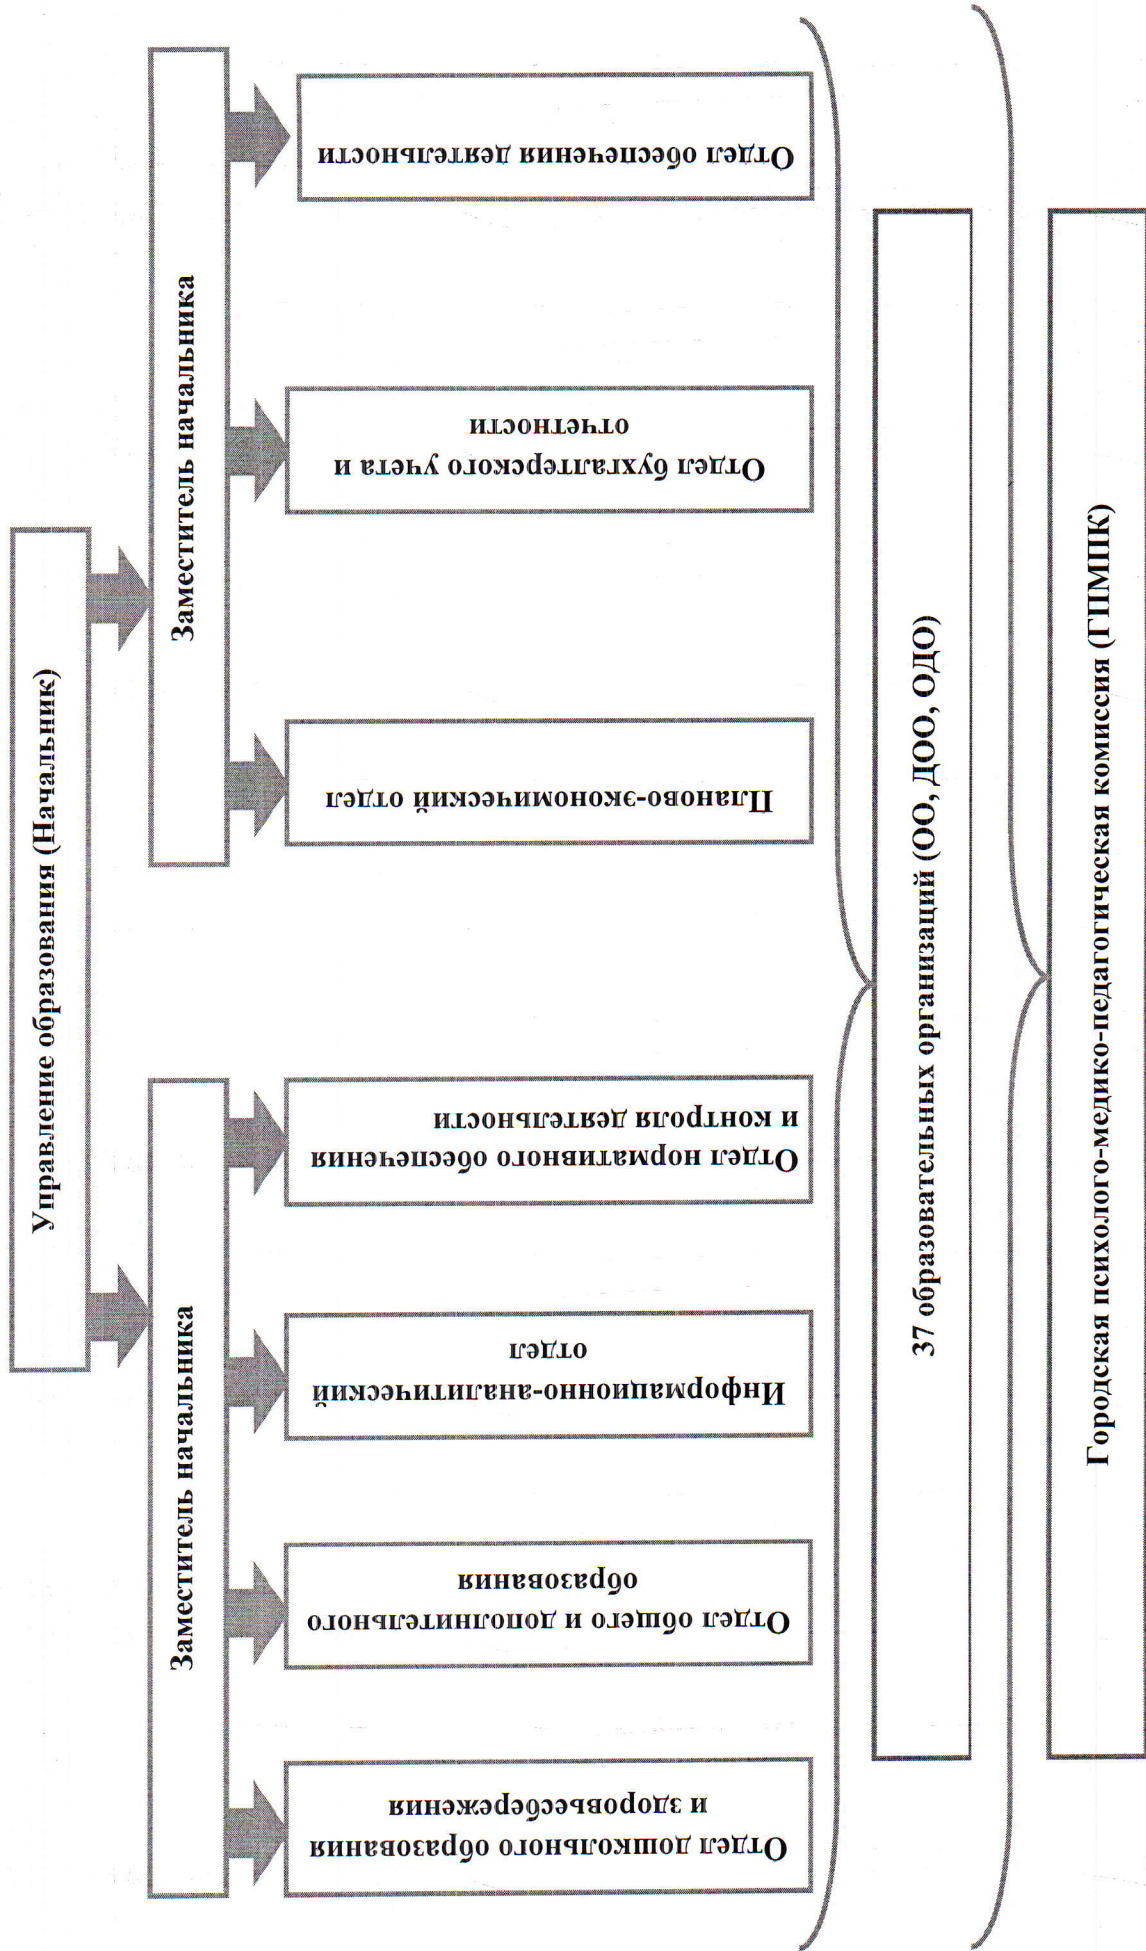 Управление образования (Начальник)
Заместитель начальника
Заместитель начальника
Отдел дошкольного образования
и здоровьесбережения
Отдел общего и дополнительного
образования
Информационно-аналитический
отдел
Отдел нормативного обеспечения
и контроля деятельности
Планово-экономический отдел
Отдел бухгалтерского учета и
отчетности
Отдел обеспечения деятельности
37 образовательных организаций (ОО, ДОО, ОДО)
Городская психолого-медико-педагогическая комиссия (ГПМПК)